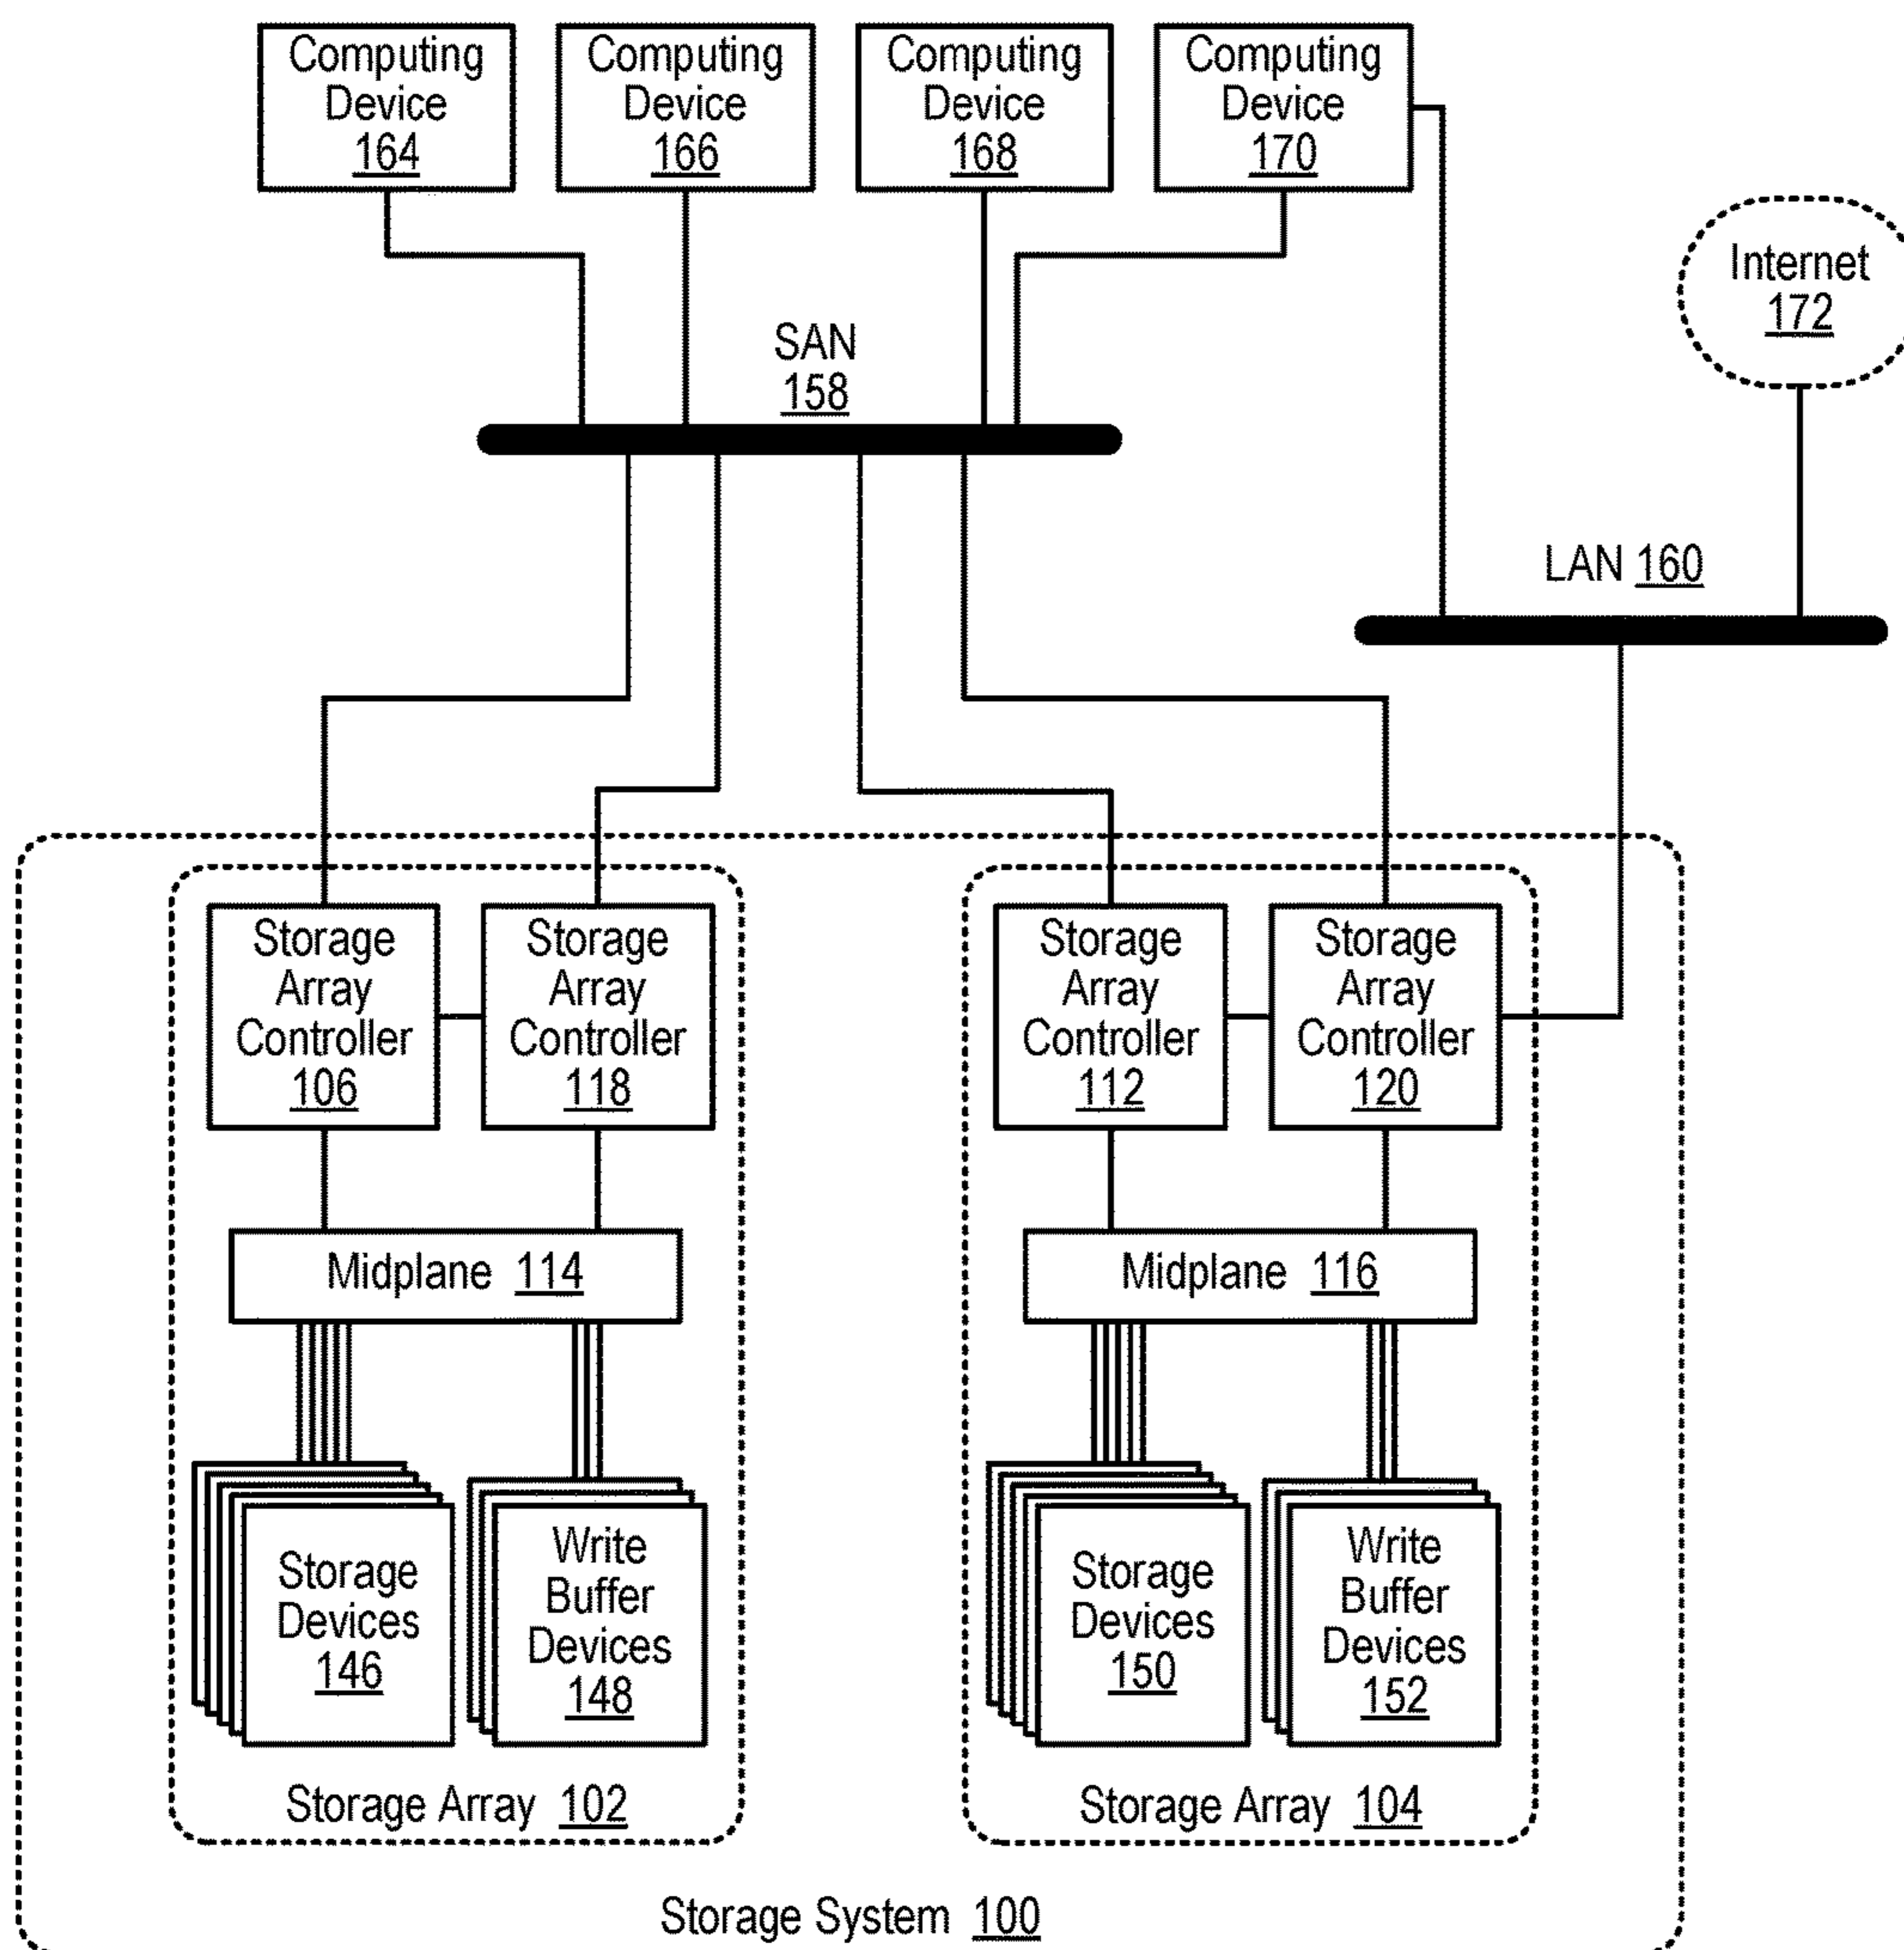 Computing
Device
164
Computing
Device
166
Computing
Device
168
Computing
Device
170
Internet
172
SAN
158
LAN 160
Storage
Array
Controller
106
Storage
Array
Controller
118
Storage
Array
Controller
112
Storage
Array
Controller
120
Midplane 114
Midplane 116
Storage
Devices
146
Write
Buffer
Devices
148
Storage
Devices
150
Write
Buffer
Devices
152
Storage Array 102
Storage Array 104
Storage System 100